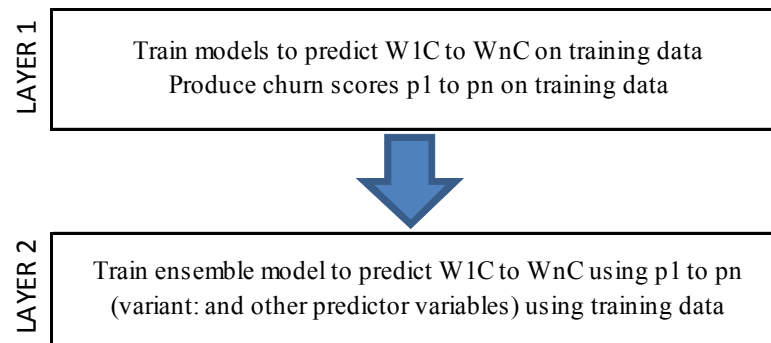 LAYER 1
Train models to predict W1C to WnC on training data
Produce churn scores p1 to pn on training data
LAYER 2
Train ensemble model to predict W1C to WnC using p1 to pn
(variant: and other predictor variables) using training data